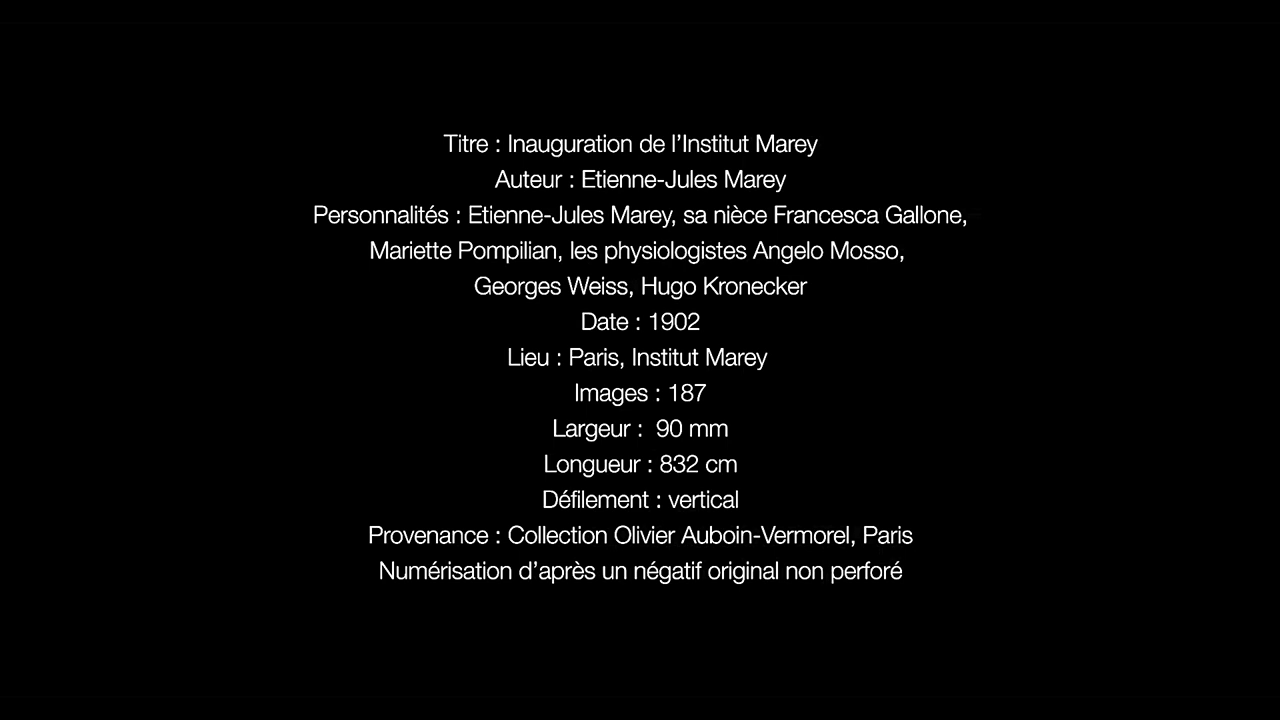 Titre : Inauguration de l’Institut Marey
Auteur : Etienne-Jules Marey
Personnalités : Etienne-Jules Marey, sa nièce Francesca Gallone,
Mariette Pompilian, les physiologistes Angelo Mosso,
Georges Weiss, Hugo Kronecker
Date : 1902
Lieu : Paris, Institut Marey
Images : 187
Largeur :  90 mm
Longueur : 832 cm
Défilement : vertical
Provenance : Collection Olivier Auboin-Vermorel, Paris
Numérisation d’après un négatif original non perforé